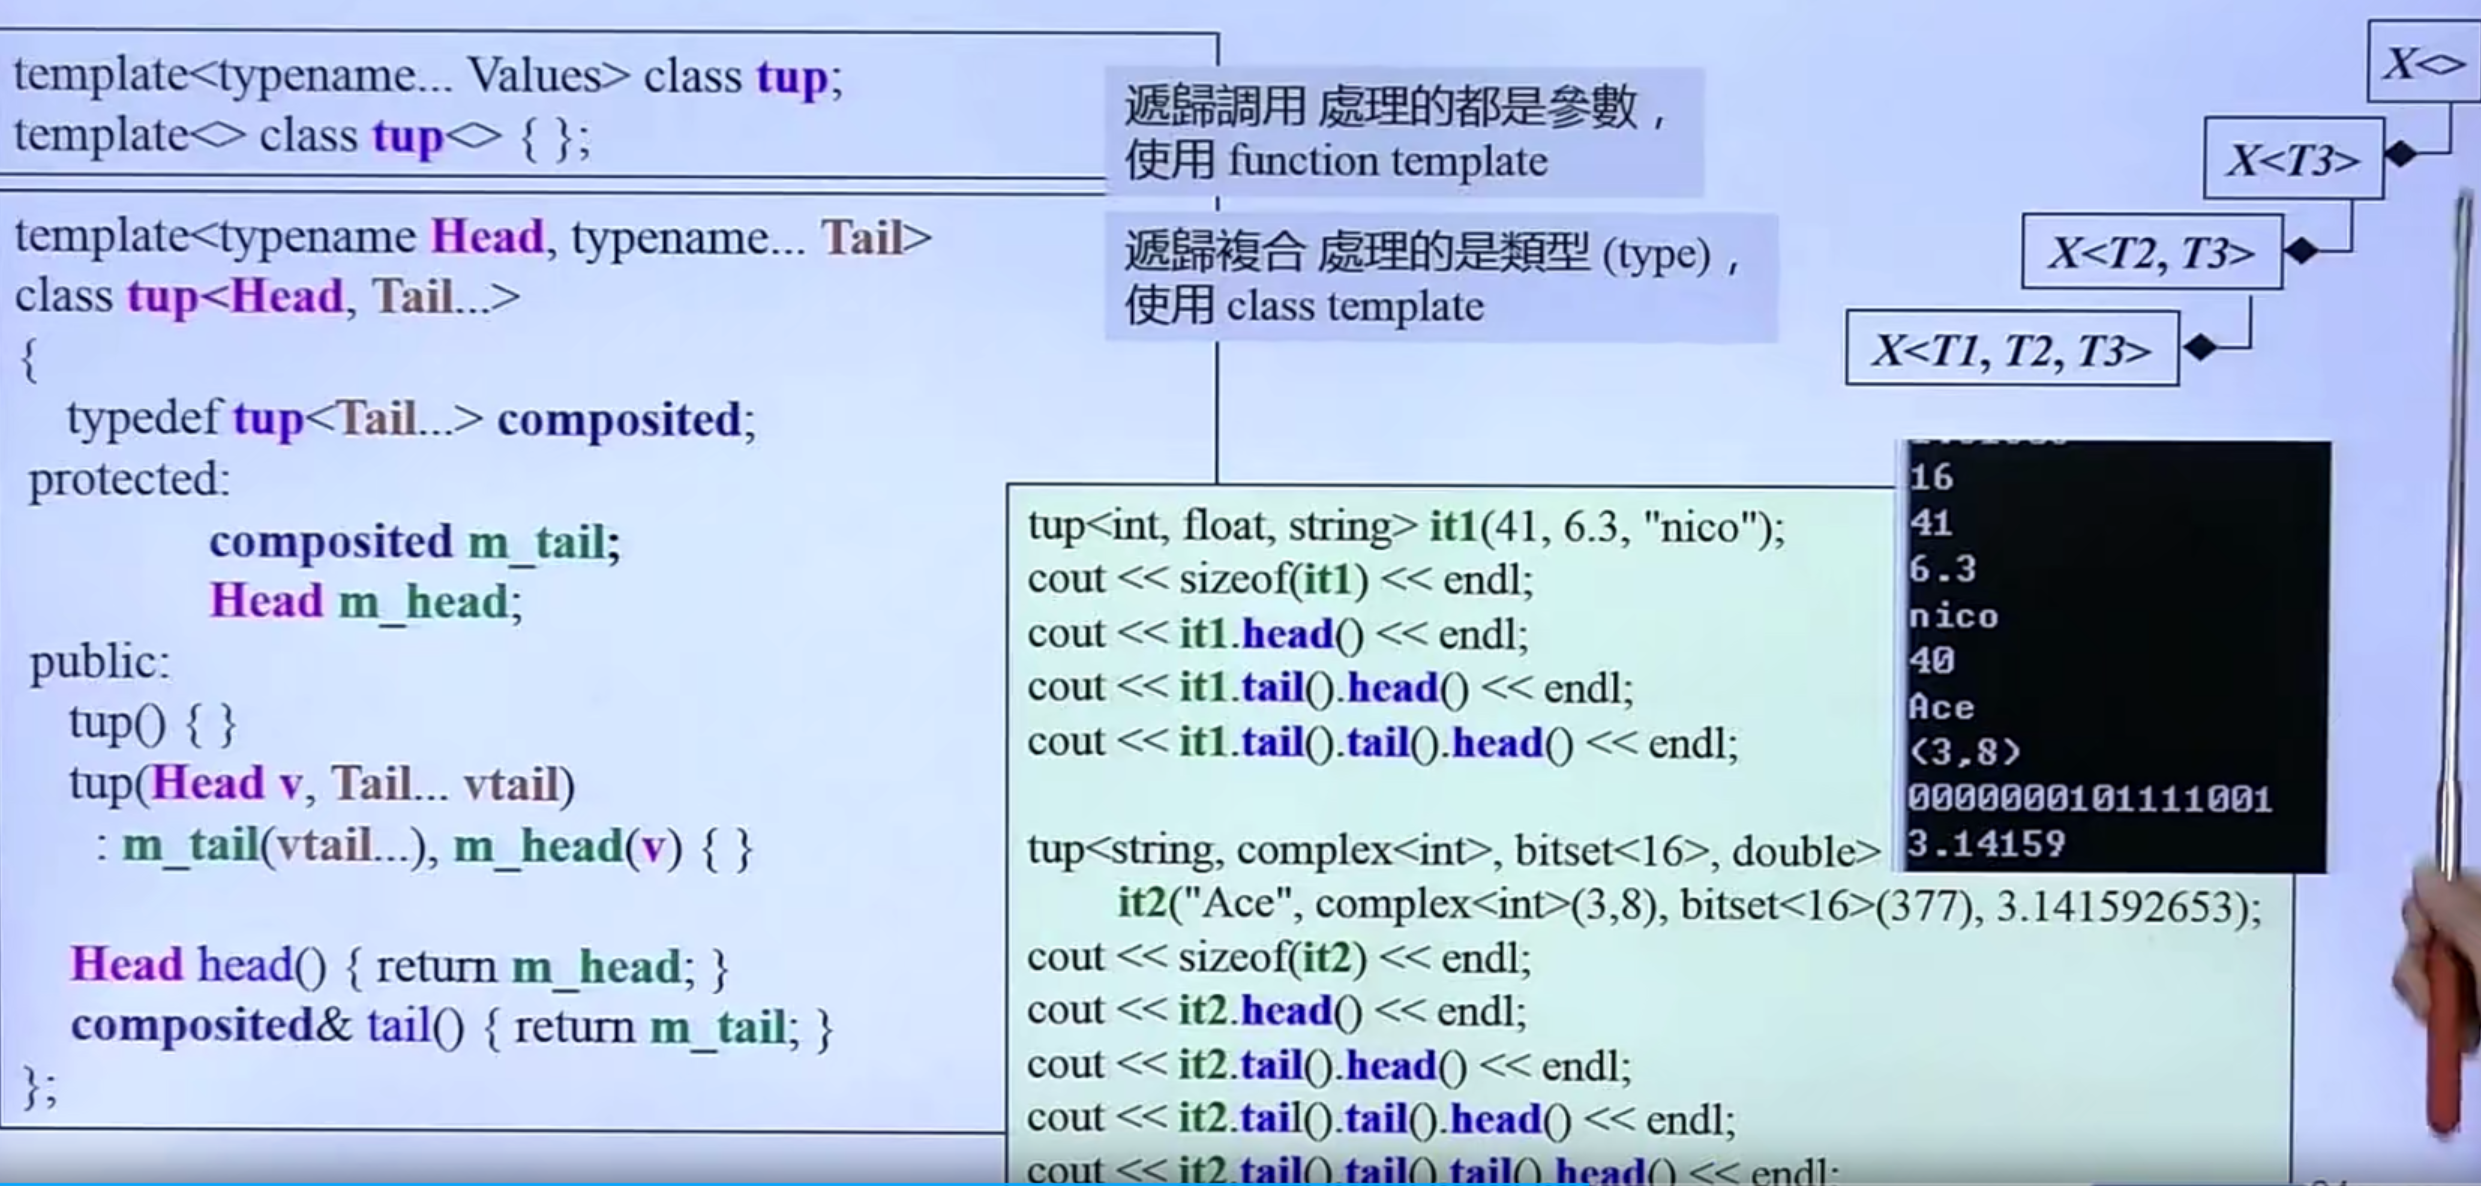 template<typename... Values> class tup;
template<> class tup<> { };
template<typename Head, typename... Tail>
class tup<Head, Tail...>
{
typedef tup<Tail...> composited;
protected:
composited m_tail;
Head m_head;
public:
tup() { }
tup(Head v, Tail... vtail)
: m_tail(vtail...), m_head(v) { }
Head head() { return m_head; }
composited& tail() { return m_tail; }
};
遞歸調用 處理的都是參數，
使用 function template
遞歸複合 處理的是類型 (type)，
使用 class template
X<>
X<T3>
X<T2, T3>
X<T1, T2, T3>
tup<int, float, string> it1(41, 6.3, "nico");
cout << sizeof(it1) << endl;
cout << it1.head() << endl;
cout << it1.tail().head() << endl;
cout << it1.tail().tail().head() << endl;
tup<string, complex<int>, bitset<16>, double>
it2("Ace", complex<int>(3,8), bitset<16>(377), 3.141592653);
cout << sizeof(it2) << endl;
cout << it2.head() << endl;
cout << it2.tail().head() << endl;
cout << it2.tail().tail().head() << endl;
cout << it2.tail().tail().tail().head() << endl;
16
41
6.3
nico
40
Ace
(3,8)
0000000101111001
3.14159